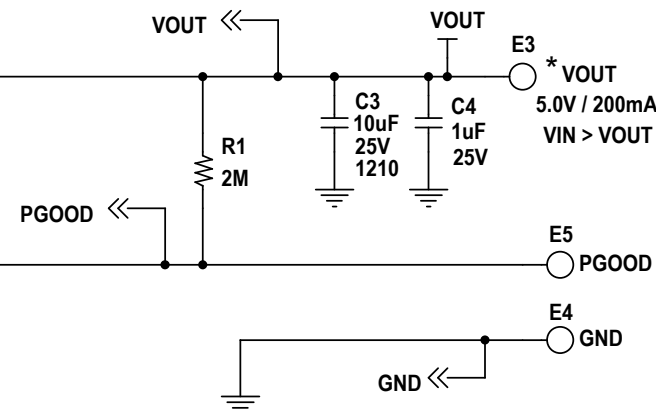 VOUT
VOUT
E3
* VOUT
5.0V / 200mA
VIN > VOUT
C3
10uF
25V
1210
C4
1uF
25V
R1
2M
PGOOD
E5
PGOOD
E4
GND
GND